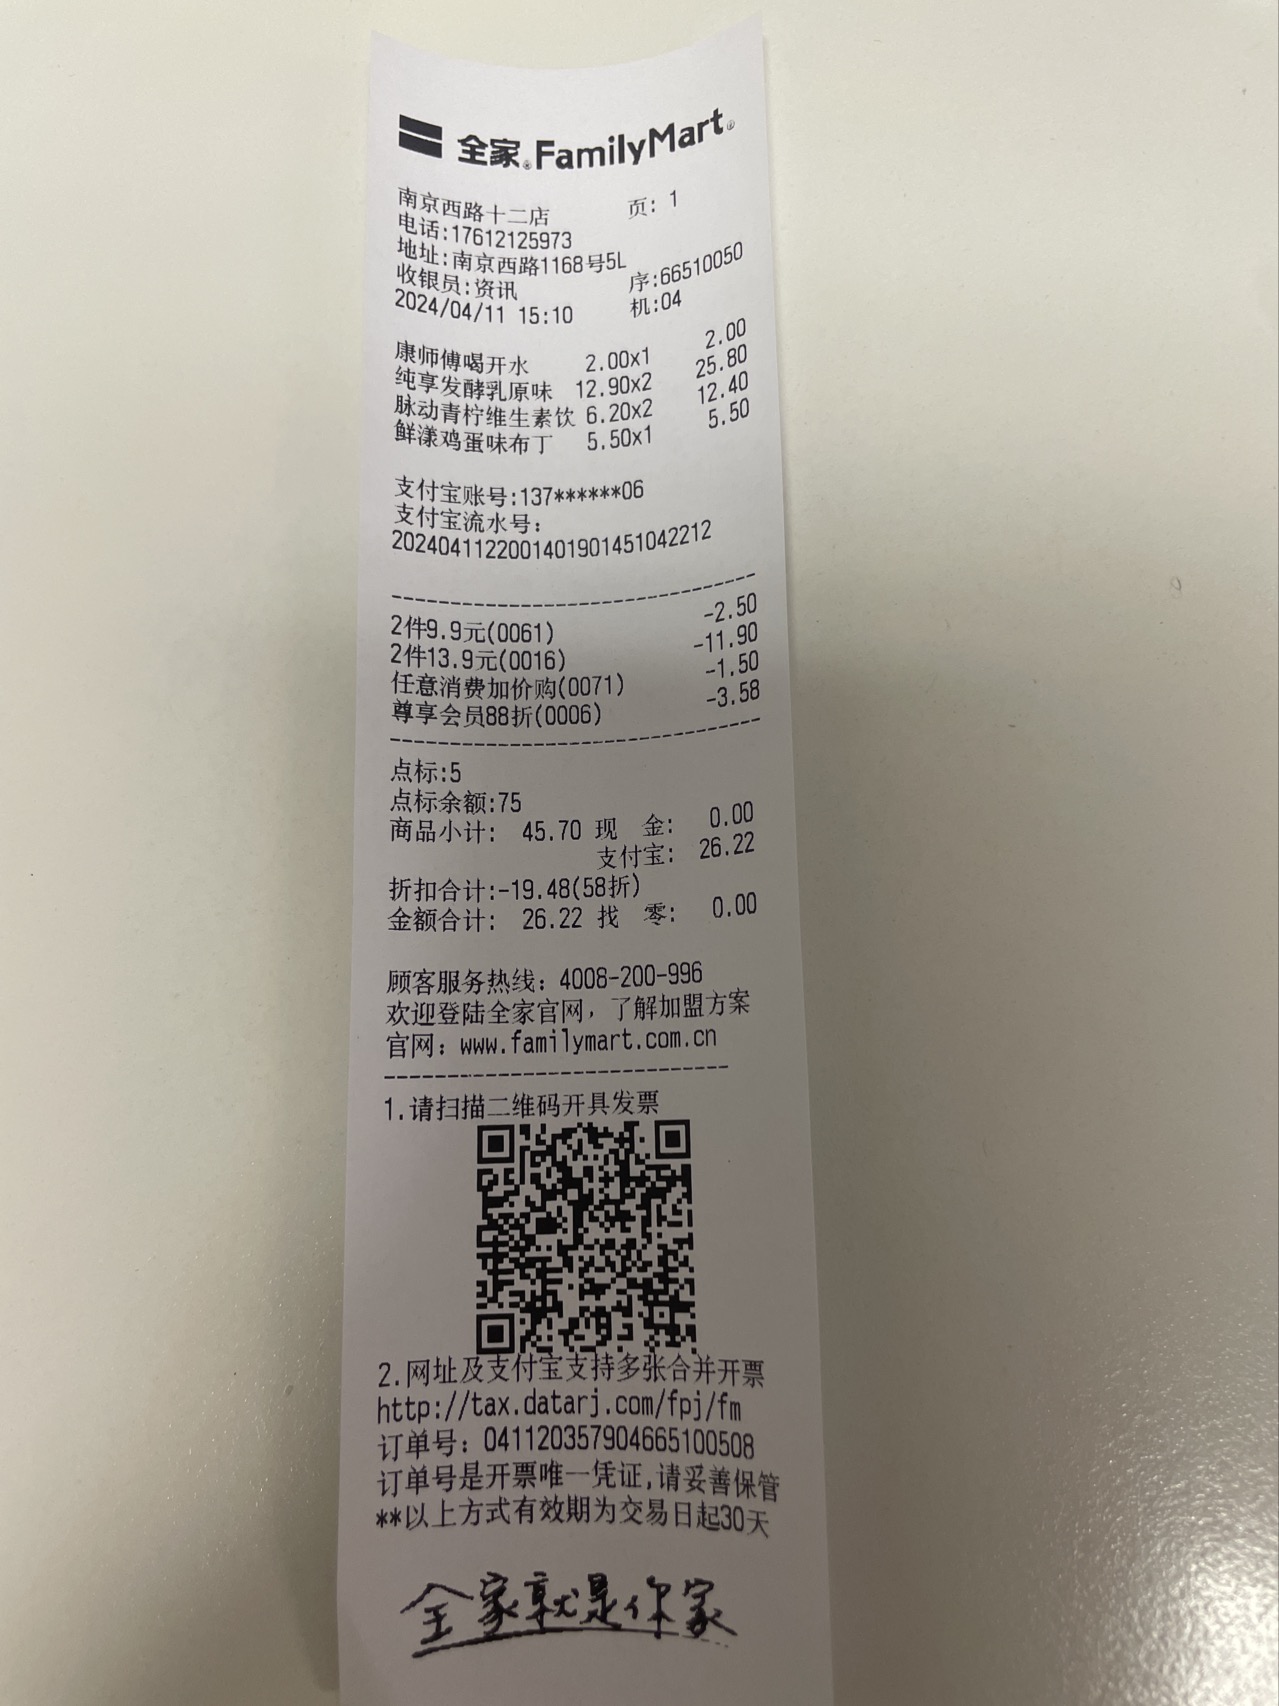 全家®FamilyMart®
南京西路十二店 页: 1
电话:17612125973
地址:南京西路1168号5L
收银员:资讯 序:66510050
2024/04/11 15:10 机:04
康师傅喝开水 2.00x1 2.00
纯享发酵乳原味 12.90x2 25.80
脉动青柠维生素饮 6.20x2 12.40
鲜漾鸡蛋味布丁 5.50x1 5.50
支付宝账号:137******06
支付宝流水号:
2024041122001401901451042212
2件9.9元(0061) -2.50
2件13.9元(0016) -11.90
任意消费加价购(0071) -1.50
尊享会员88折(0006) -3.58
点标:5
点标余额:75
商品小计: 45.70 现 金: 0.00
支付宝: 26.22
折扣合计:-19.48(58折)
金额合计: 26.22 找 零: 0.00
顾客服务热线: 4008-200-996
欢迎登陆全家官网, 了解加盟方案
官网: www.familymart.com.cn
1.请扫描二维码开具发票
2.网址及支付宝支持多张合并开票
http://tax.datarj.com/fpj/fm
订单号: 041120357904665100508
订单号是开票唯一凭证,请妥善保管
**以上方式有效期为交易日起30天
全家就是你家